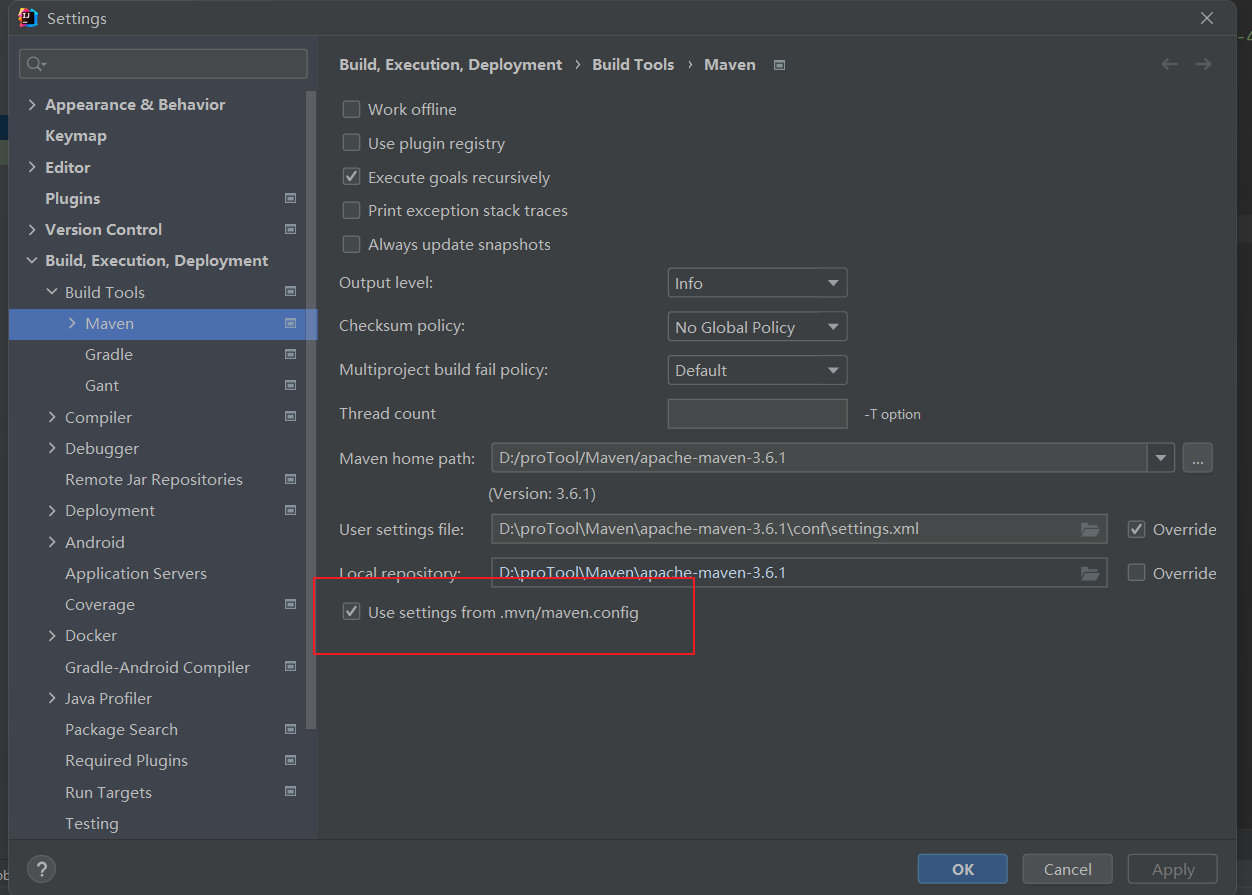 Settings
Build, Execution, Deployment › Build Tools › Maven
Appearance & Behavior
Keymap
Editor
Plugins
Version Control
Build, Execution, Deployment
Build Tools
Maven
Gradle
Gant
Compiler
Debugger
Remote Jar Repositories
Deployment
Android
Application Servers
Coverage
Docker
Gradle-Android Compiler
Java Profiler
Package Search
Required Plugins
Run Targets
Testing
Work offline
Use plugin registry
Execute goals recursively
Print exception stack traces
Always update snapshots
Output level: Info
Checksum policy: No Global Policy
Multiproject build fail policy: Default
Thread count -T option
Maven home path: D:/proTool/Maven/apache-maven-3.6.1 ...
(Version: 3.6.1)
User settings file: D:\proTool\Maven\apache-maven-3.6.1\conf\settings.xml Override
Local repository: D:\proTool\Maven\apache-maven-3.6.1 Override
Use settings from .mvn/maven.config
? OK Cancel Apply